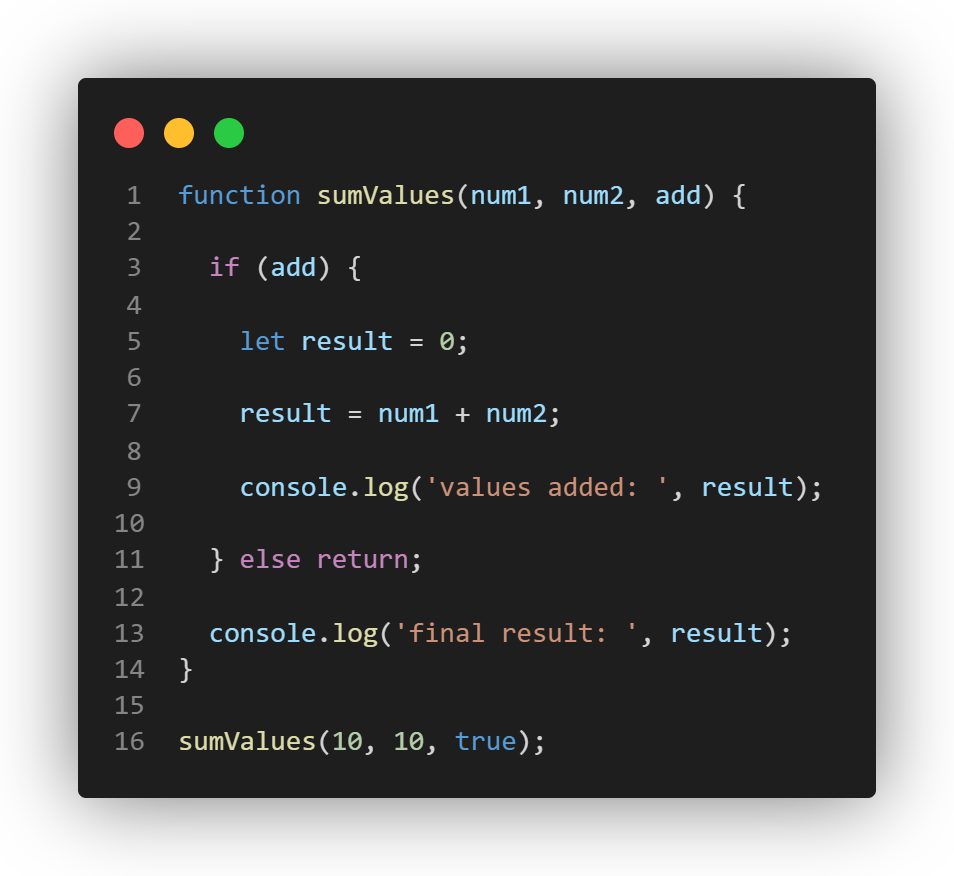 1 function sumValues(num1, num2, add) {
2
3   if (add) {
4
5     let result = 0;
6
7     result = num1 + num2;
8
9     console.log('values added: ', result);
10
11   } else return;
12
13   console.log('final result: ', result);
14 }
15
16 sumValues(10, 10, true);